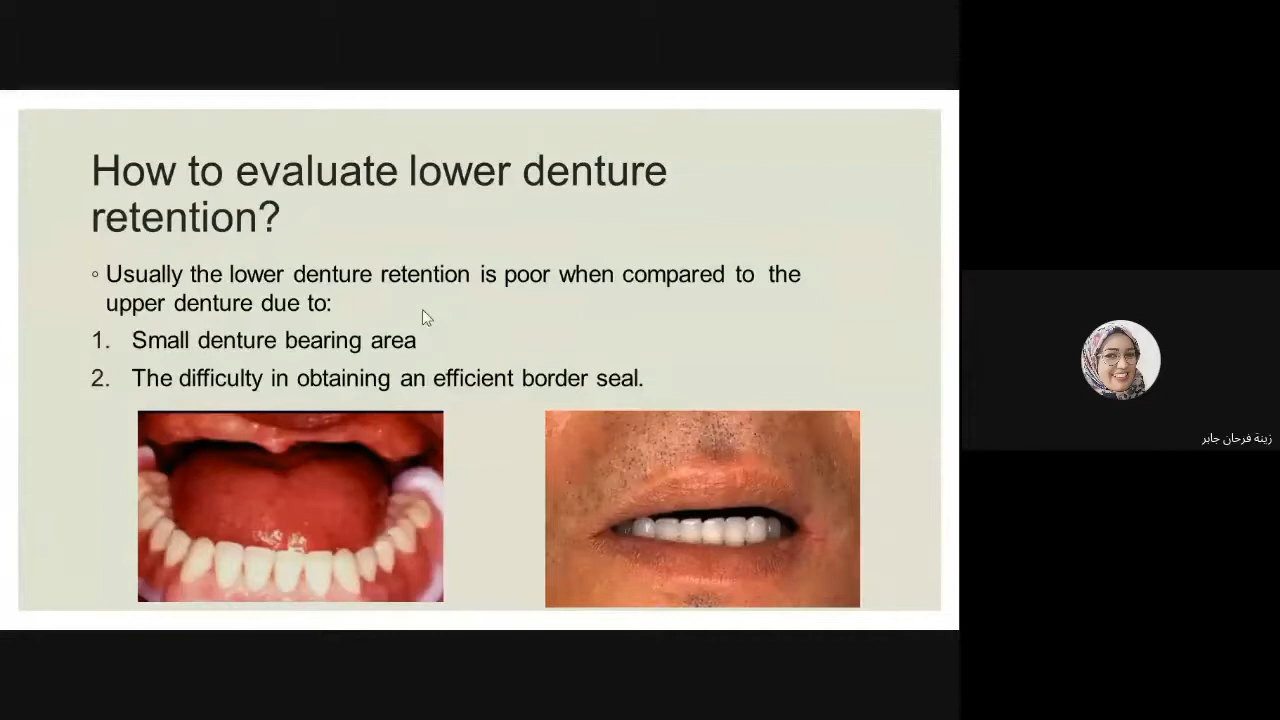 How to evaluate lower denture
retention?
◦ Usually the lower denture retention is poor when compared to the
upper denture due to:
1. Small denture bearing area
2. The difficulty in obtaining an efficient border seal.
زينة فرحان جابر